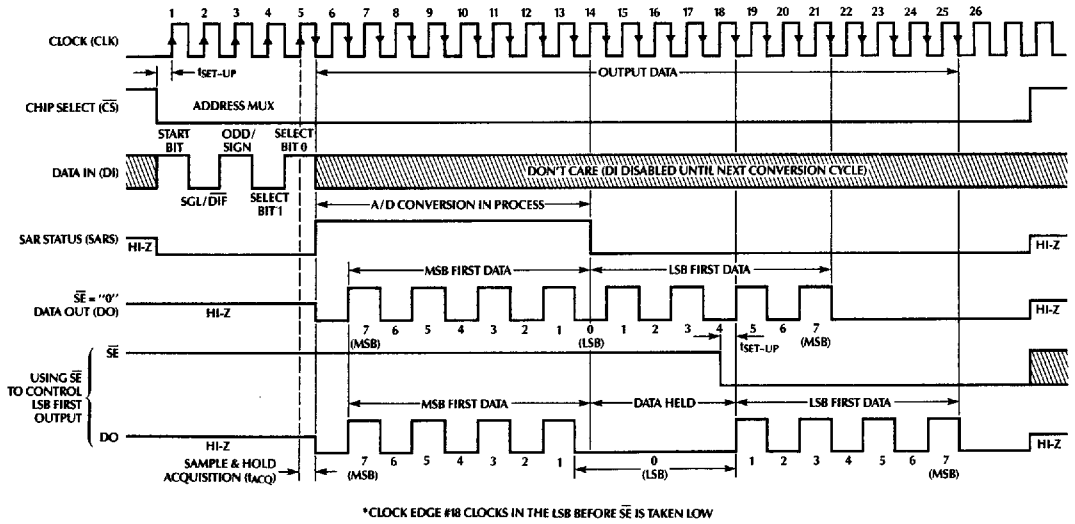 1 2 3 4 5 6 7 8 9 10 11 12 13 14 15 16 17 18 19 20 21 22 23 24 25 26
CLOCK (CLK)
tSET-UP
OUTPUT DATA
CHIP SELECT (C̅S̅)
ADDRESS MUX
START BIT
ODD/SIGN
SELECT BIT 0
DATA IN (DI)
DON'T CARE (DI DISABLED UNTIL NEXT CONVERSION CYCLE)
SGL/D̅I̅F̅
SELECT BIT 1
A/D CONVERSION IN PROCESS
SAR STATUS (SARS)
HI-Z
HI-Z
MSB FIRST DATA
LSB FIRST DATA
S̅E̅ = "0"
DATA OUT (DO)
HI-Z
HI-Z
7 6 5 4 3 2 1 0 1 2 3 4 5 6 7
(MSB) (LSB) (MSB)
tSET-UP
S̅E̅
USING S̅E̅
TO CONTROL
LSB FIRST
OUTPUT
MSB FIRST DATA
DATA HELD
LSB FIRST DATA
DO
HI-Z
HI-Z
SAMPLE & HOLD
ACQUISITION (tACQ)
7 6 5 4 3 2 1 0 1 2 3 4 5 6 7
(MSB) (LSB) (MSB)
*CLOCK EDGE #18 CLOCKS IN THE LSB BEFORE S̅E̅ IS TAKEN LOW